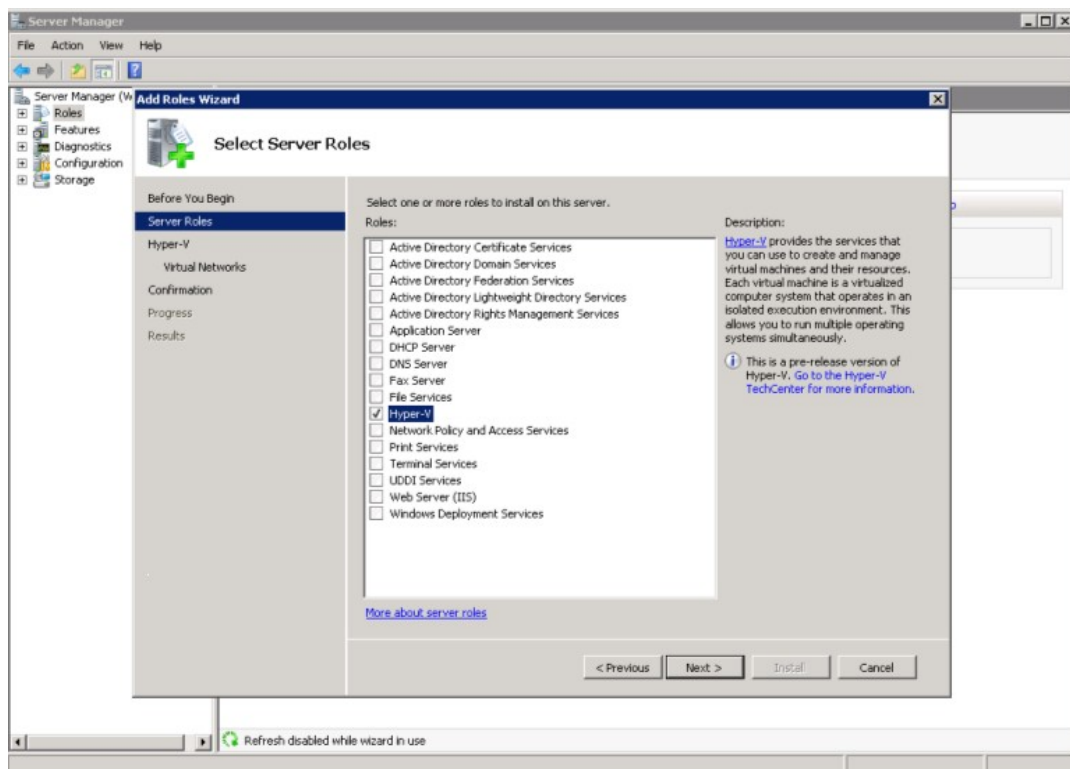 Server Manager
File Action View Help
Server Manager (W
Roles
Features
Diagnostics
Configuration
Storage
Add Roles Wizard
Select Server Roles
Before You Begin
Server Roles
Hyper-V
Virtual Networks
Confirmation
Progress
Results
Select one or more roles to install on this server.
Roles:
Active Directory Certificate Services
Active Directory Domain Services
Active Directory Federation Services
Active Directory Lightweight Directory Services
Active Directory Rights Management Services
Application Server
DHCP Server
DNS Server
Fax Server
File Services
Hyper-V
Network Policy and Access Services
Print Services
Terminal Services
UDDI Services
Web Server (IIS)
Windows Deployment Services
More about server roles
Description:
Hyper-V provides the services that
you can use to create and manage
virtual machines and their resources.
Each virtual machine is a virtualized
computer system that operates in an
isolated execution environment. This
allows you to run multiple operating
systems simultaneously.
This is a pre-release version of
Hyper-V. Go to the Hyper-V
TechCenter for more information.
< Previous Next > Install Cancel
Refresh disabled while wizard in use